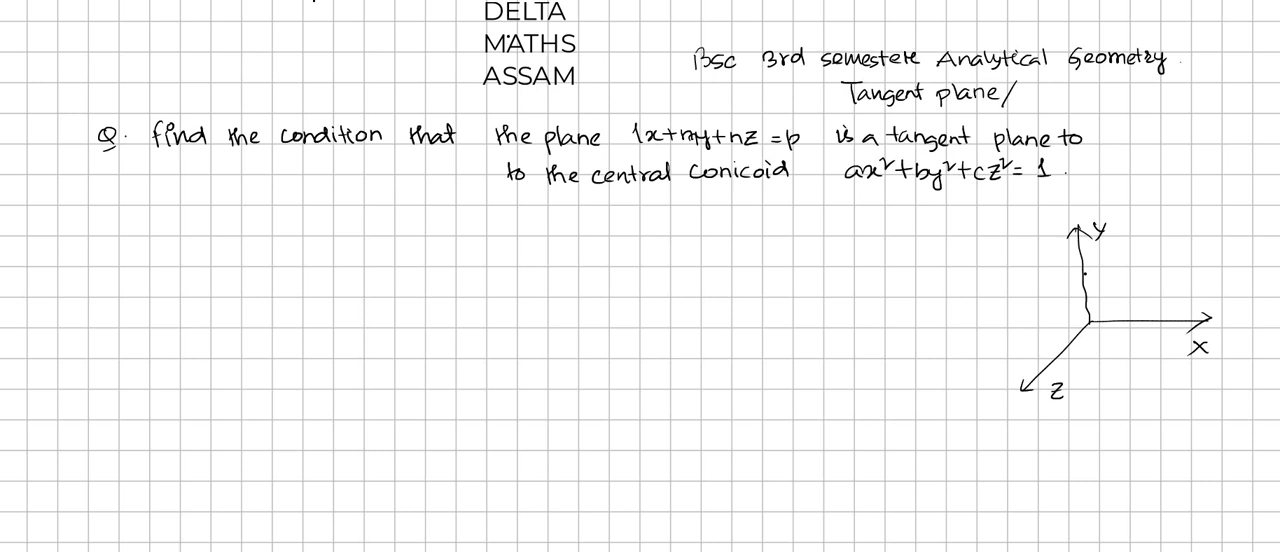 DELTA
MATHS
ASSAM
Bsc 3rd semester Analytical Geometry.
Tangent plane/
Q. find the condition that the plane lx+my+nz=p is a tangent plane to
to the central conicoid ax²+by²+cz²=1.
y
x
z